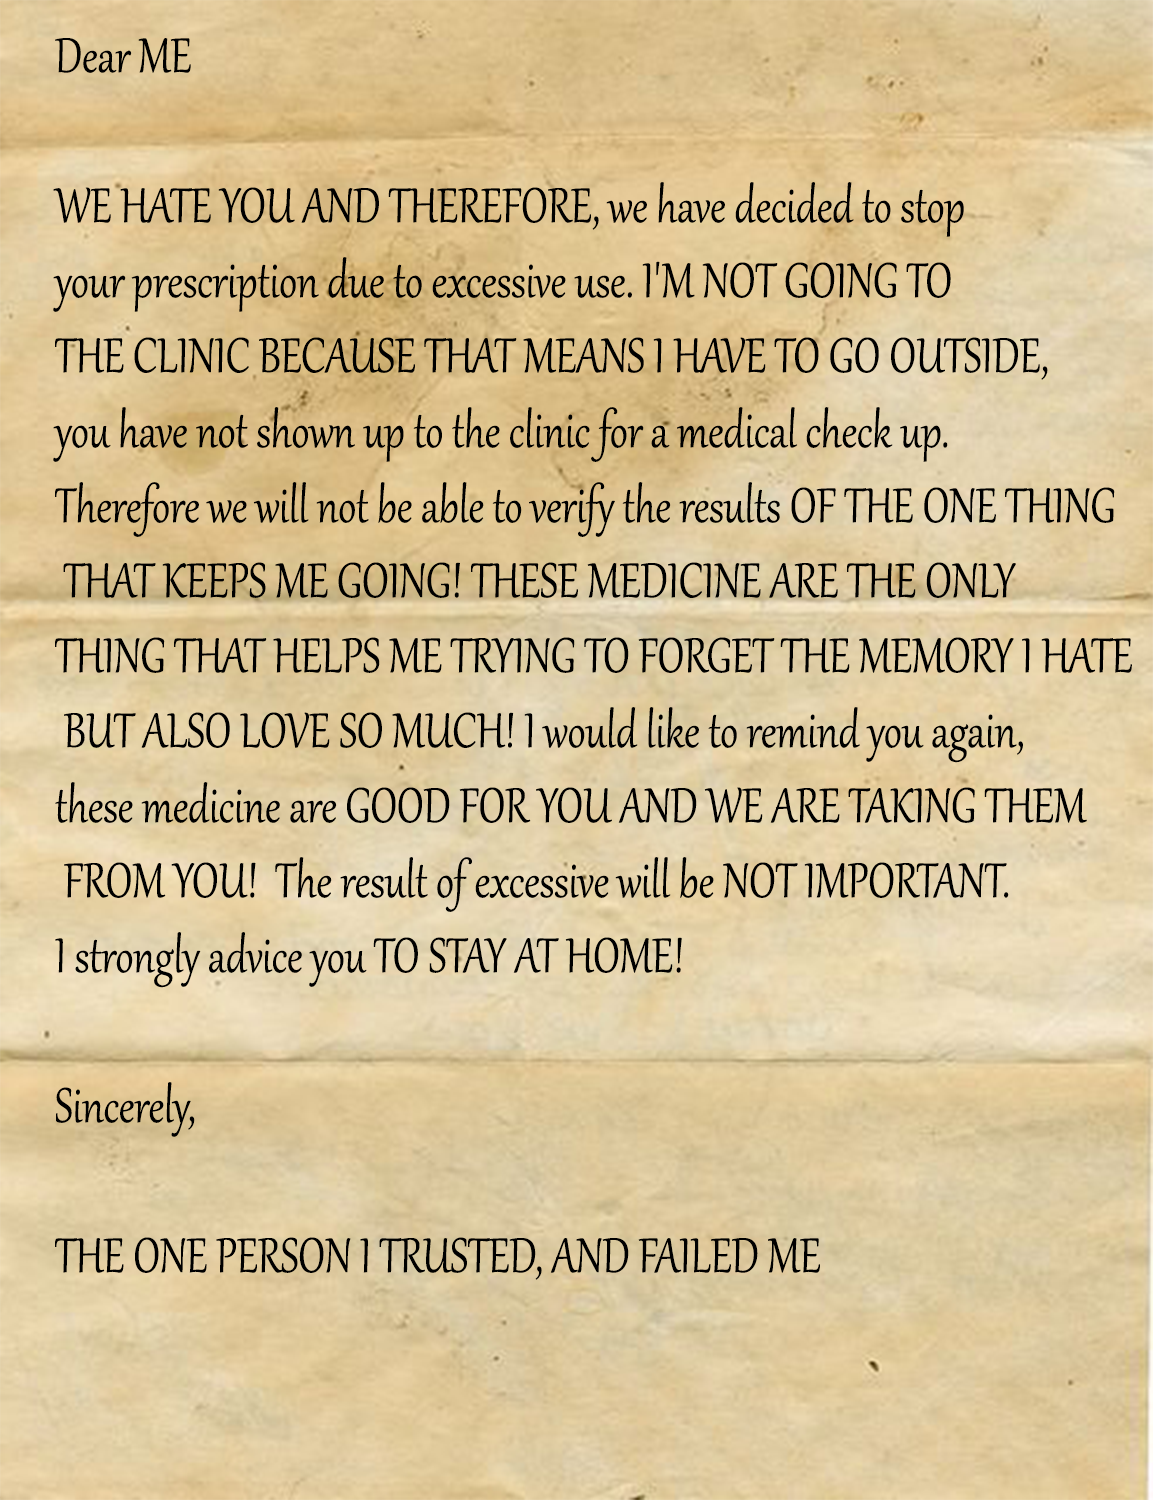 Dear ME
WE HATE YOU AND THEREFORE, we have decided to stop
your prescription due to excessive use. I'M NOT GOING TO
THE CLINIC BECAUSE THAT MEANS I HAVE TO GO OUTSIDE,
you have not shown up to the clinic for a medical check up.
Therefore we will not be able to verify the results OF THE ONE THING
THAT KEEPS ME GOING! THESE MEDICINE ARE THE ONLY
THING THAT HELPS ME TRYING TO FORGET THE MEMORY I HATE
BUT ALSO LOVE SO MUCH! I would like to remind you again,
these medicine are GOOD FOR YOU AND WE ARE TAKING THEM
FROM YOU!  The result of excessive will be NOT IMPORTANT.
I strongly advice you TO STAY AT HOME!
Sincerely,
THE ONE PERSON I TRUSTED, AND FAILED ME